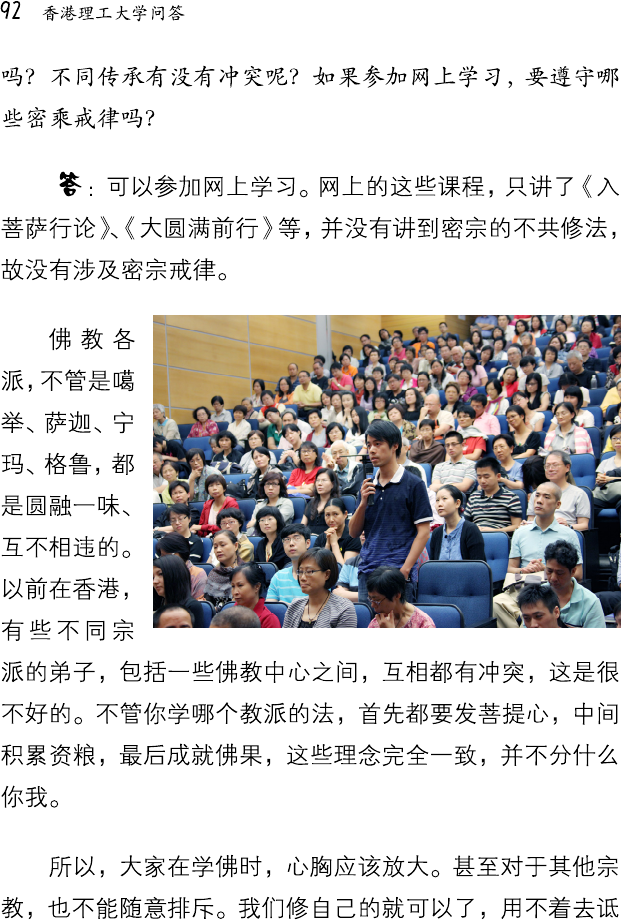 92 香港理工大学问答
吗？不同传承有没有冲突呢？如果参加网上学习，要遵守哪
些密乘戒律吗？
答：可以参加网上学习。网上的这些课程，只讲了《入
菩萨行论》、《大圆满前行》等，并没有讲到密宗的不共修法，
故没有涉及密宗戒律。
佛教各
派，不管是噶
举、萨迦、宁
玛、格鲁，都
是圆融一味、
互不相违的。
以前在香港，
有些不同宗
派的弟子，包括一些佛教中心之间，互相都有冲突，这是很
不好的。不管你学哪个教派的法，首先都要发菩提心，中间
积累资粮，最后成就佛果，这些理念完全一致，并不分什么
你我。
所以，大家在学佛时，心胸应该放大。甚至对于其他宗
教，也不能随意排斥。我们修自己的就可以了，用不着去诋